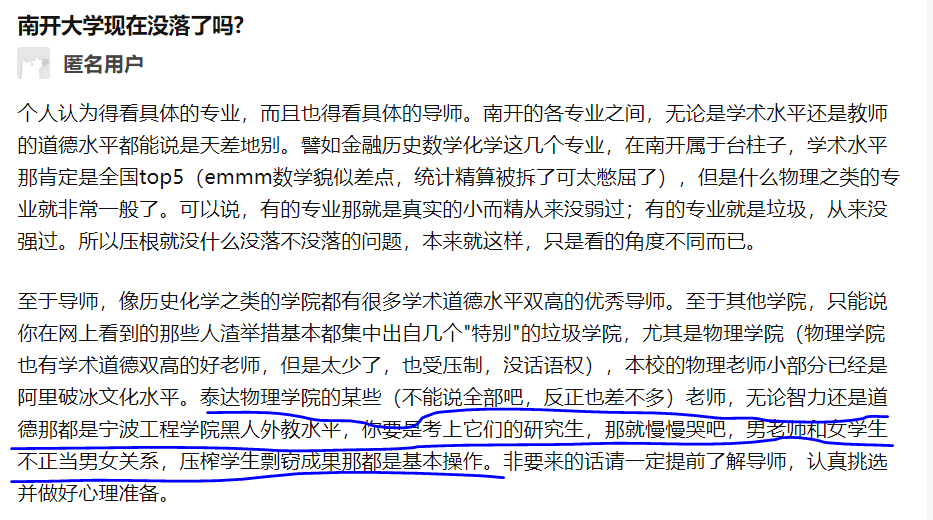 南开大学现在没落了吗?
匿名用户
个人认为得看具体的专业，而且也得看具体的导师。南开的各专业之间，无论是学术水平还是教师
的道德水平都能说是天差地别。譬如金融历史数学化学这几个专业，在南开属于台柱子，学术水平
那肯定是全国top5（emmm数学貌似差点，统计精算被拆了可太憋屈了），但是什么物理之类的专
业就非常一般了。可以说，有的专业那就是真实的小而精从来没弱过；有的专业就是垃圾，从来没
强过。所以压根就没什么没落不没落的问题，本来就这样，只是看的角度不同而已。
至于导师，像历史化学之类的学院都有很多学术道德水平双高的优秀导师。至于其他学院，只能说
你在网上看到的那些人渣举措基本都集中出自几个"特别"的垃圾学院，尤其是物理学院（物理学院
也有学术道德双高的好老师，但是太少了，也受压制，没话语权），本校的物理老师小部分已经是
阿里破冰文化水平。泰达物理学院的某些（不能说全部吧，反正也差不多）老师，无论智力还是道
德那都是宁波工程学院黑人外教水平，你要是考上它们的研究生，那就慢慢哭吧，男老师和女学生
不正当男女关系，压榨学生剽窃成果那都是基本操作。非要来的话请一定提前了解导师，认真挑选
并做好心理准备。